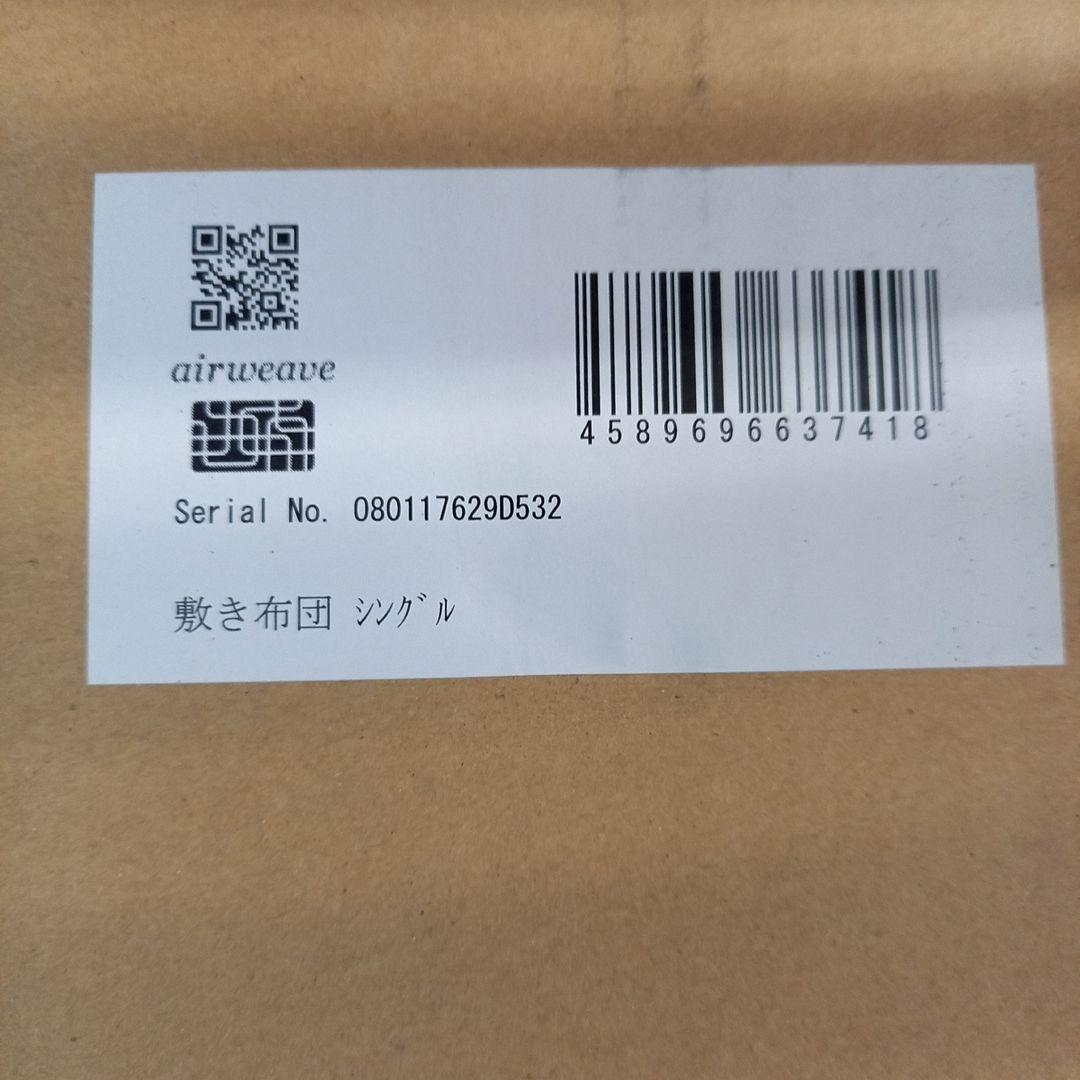 airweave
4589696637418
Serial No. 080117629D532
敷き布団 ｼﾝｸﾞﾙ